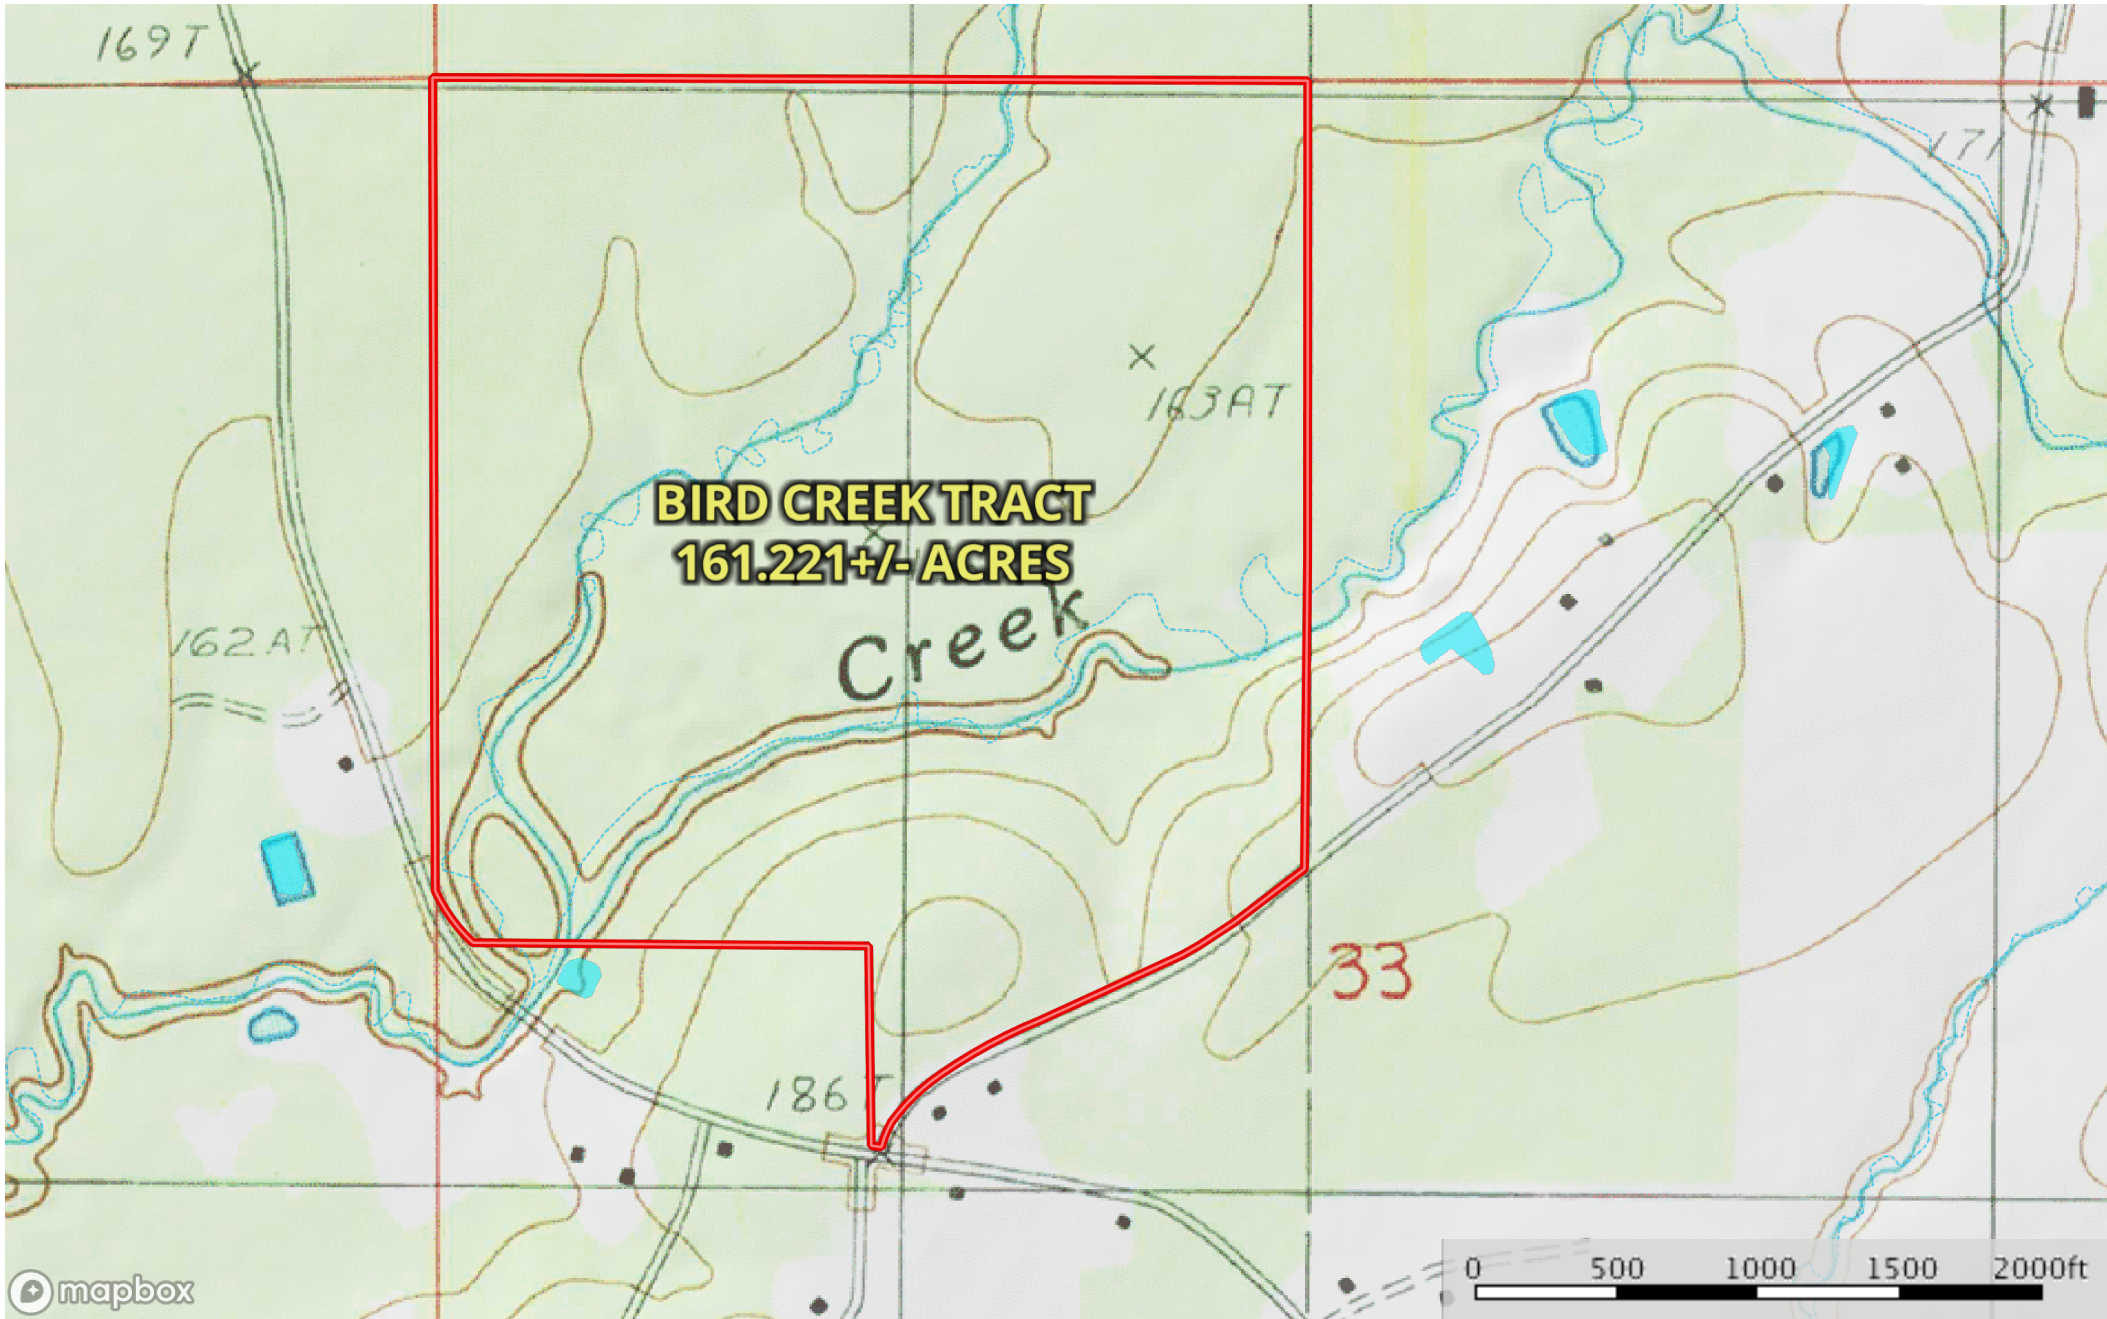 169T
171
163AT
BIRD CREEK TRACT
161.221+/- ACRES
Creek
162AT
33
186T
0 500 1000 1500 2000ft
mapbox